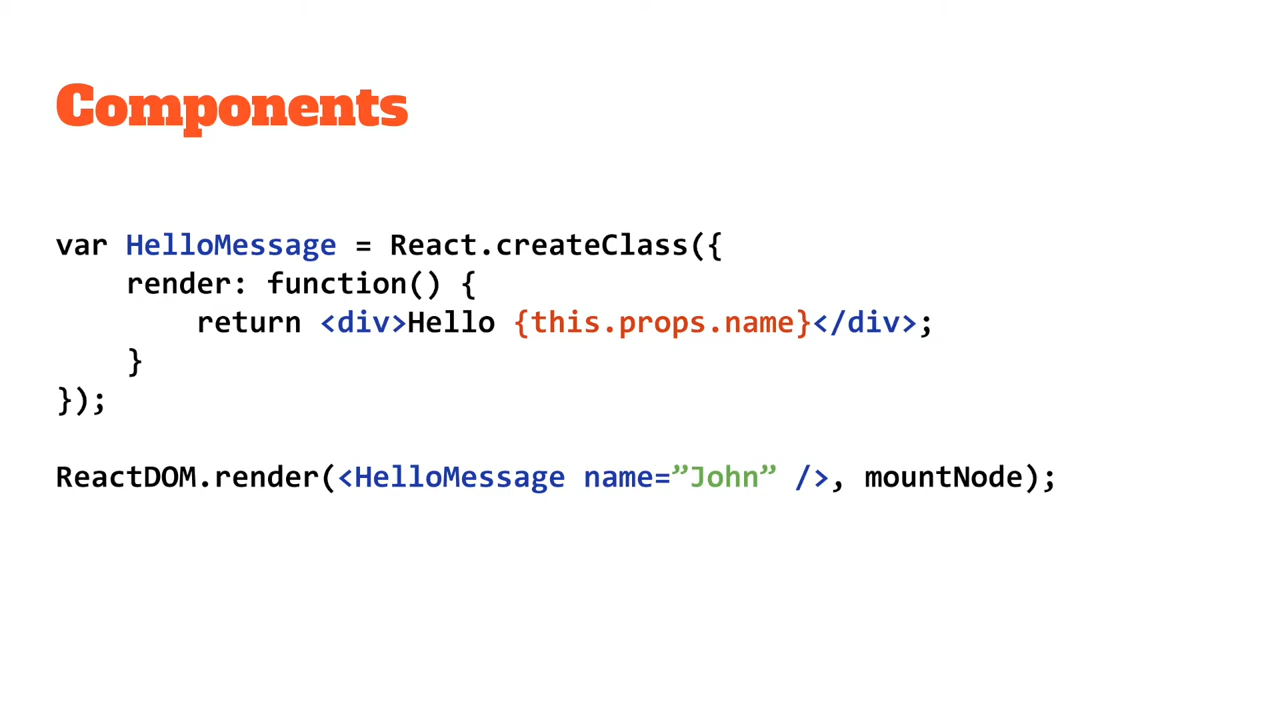 Components
var HelloMessage = React.createClass({
    render: function() {
        return <div>Hello {this.props.name}</div>;
    }
});
ReactDOM.render(<HelloMessage name=”John” />, mountNode);